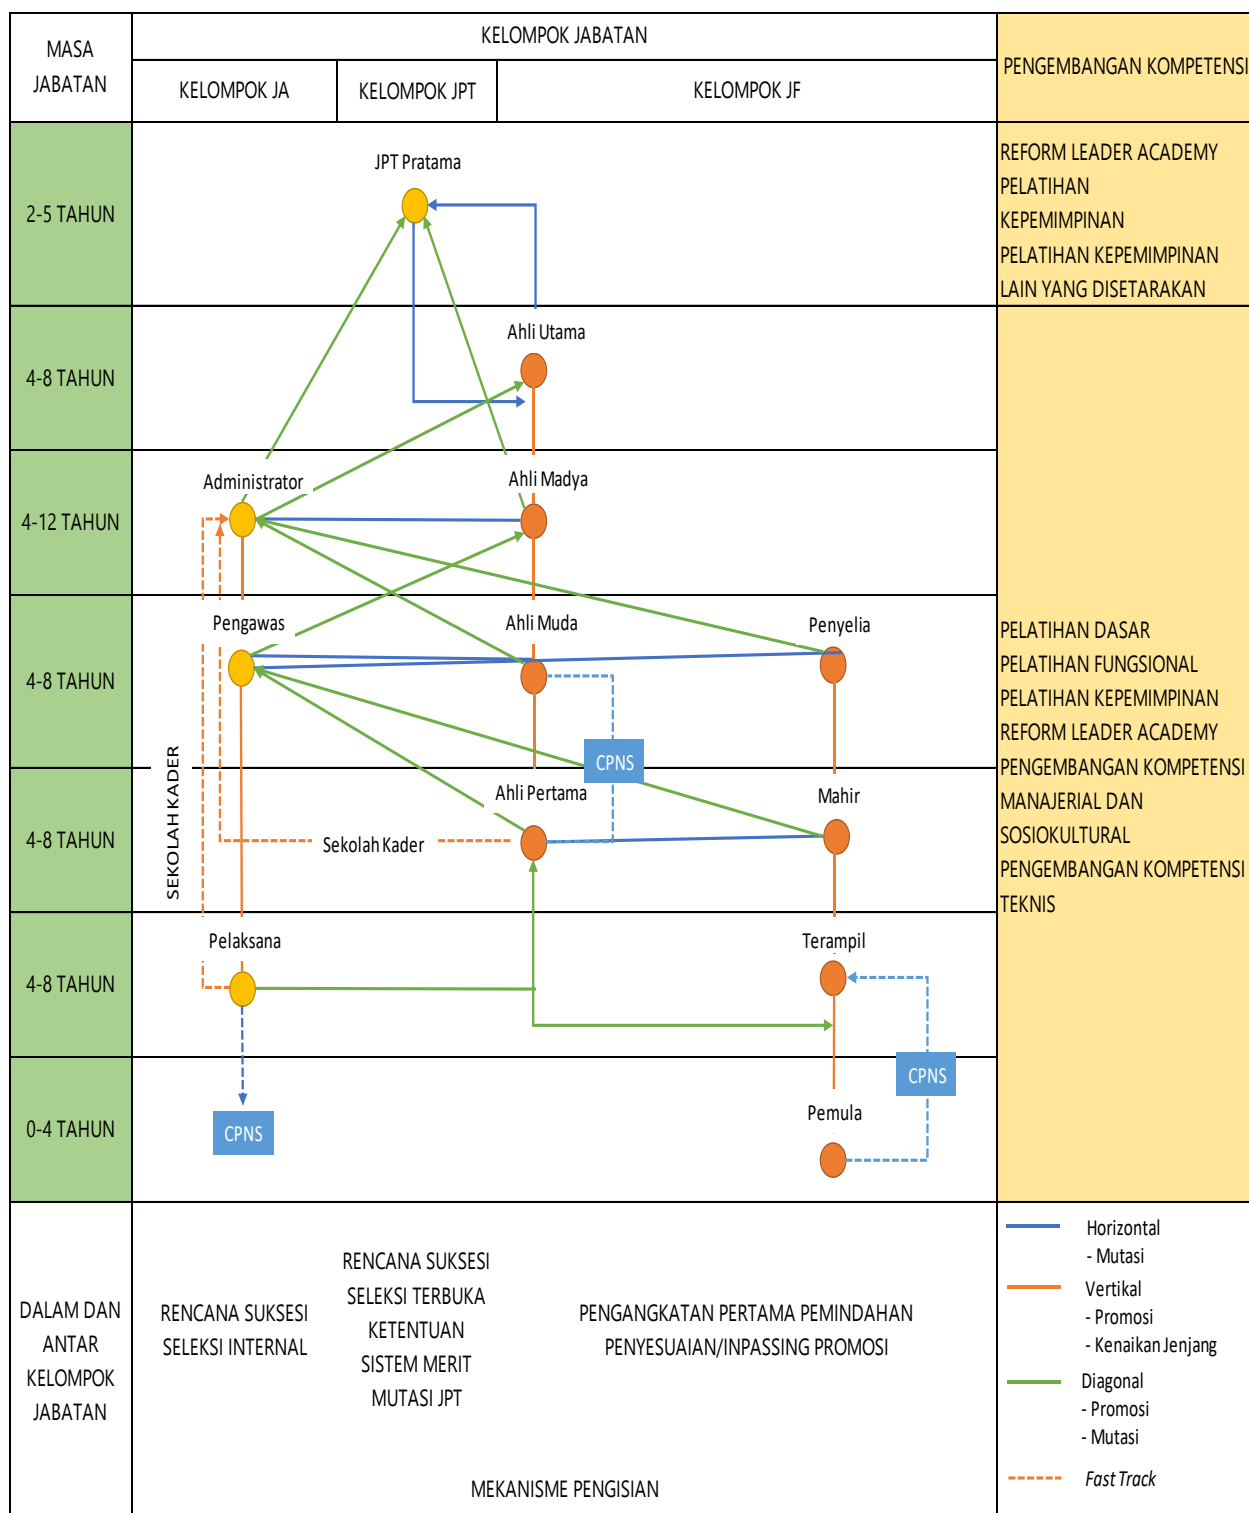 MASA
JABATAN
KELOMPOK JABATAN
PENGEMBANGAN KOMPETENSI
KELOMPOK JA
KELOMPOK JPT
KELOMPOK JF
2-5 TAHUN
JPT Pratama
REFORM LEADER ACADEMY
PELATIHAN
KEPEMIMPINAN
PELATIHAN KEPEMIMPINAN
LAIN YANG DISETARAKAN
4-8 TAHUN
Ahli Utama
4-12 TAHUN
Administrator
Ahli Madya
4-8 TAHUN
Pengawas
Ahli Muda
Penyelia
CPNS
PELATIHAN DASAR
PELATIHAN FUNGSIONAL
PELATIHAN KEPEMIMPINAN
REFORM LEADER ACADEMY
PENGEMBANGAN KOMPETENSI
MANAJERIAL DAN
SOSIOKULTURAL
PENGEMBANGAN KOMPETENSI
TEKNIS
SEKOLAH KADER
4-8 TAHUN
Ahli Pertama
Mahir
Sekolah Kader
4-8 TAHUN
Pelaksana
Terampil
CPNS
0-4 TAHUN
CPNS
Pemula
DALAM DAN
ANTAR
KELOMPOK
JABATAN
RENCANA SUKSESI
SELEKSI INTERNAL
RENCANA SUKSESI
SELEKSI TERBUKA
KETENTUAN
SISTEM MERIT
MUTASI JPT
PENGANGKATAN PERTAMA PEMINDAHAN
PENYESUAIAN/INPASSING PROMOSI
MEKANISME PENGISIAN
Horizontal
- Mutasi
Vertikal
- Promosi
- Kenaikan Jenjang
Diagonal
- Promosi
- Mutasi
Fast Track